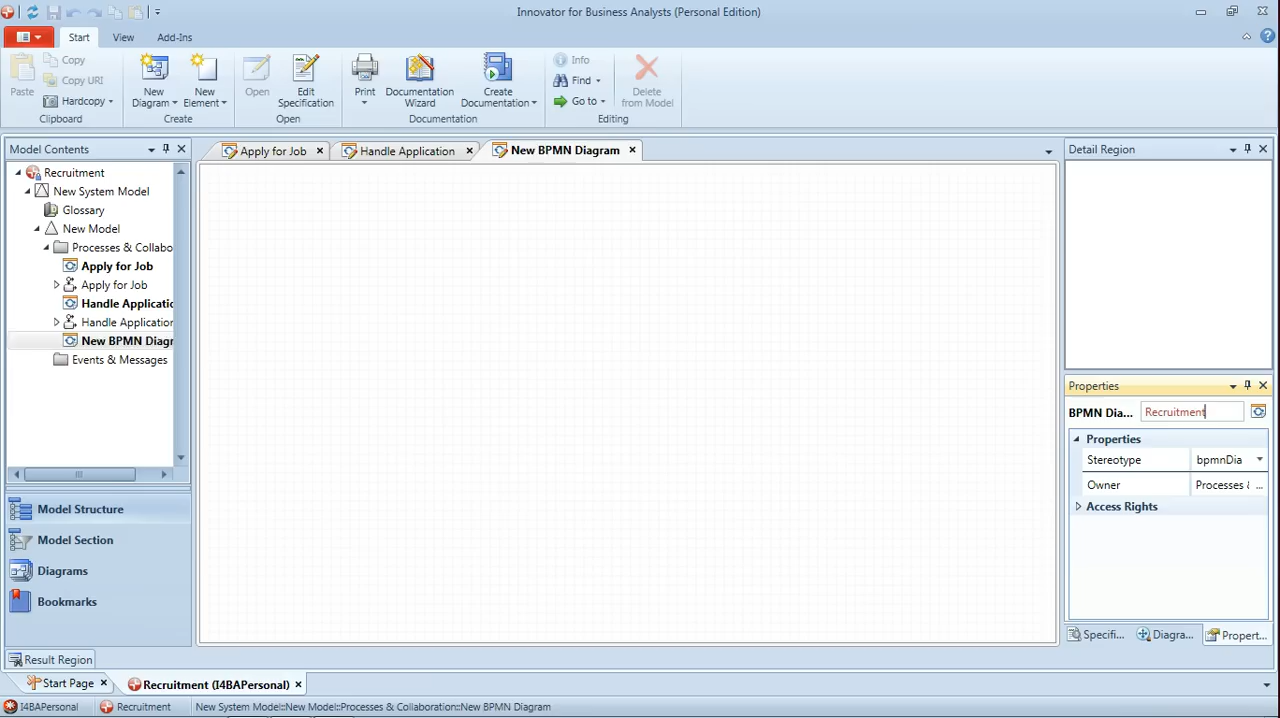 Innovator for Business Analysts (Personal Edition)
Start View Add-Ins
Paste
Copy
Copy URI
Hardcopy
Clipboard
New Diagram
New Element
Create
Open
Edit Specification
Open
Print
Documentation Wizard
Create Documentation
Documentation
Info
Find
Go to
Delete from Model
Editing
Model Contents
Recruitment
New System Model
Glossary
New Model
Processes & Collabo
Apply for Job
Apply for Job
Handle Applicatio
Handle Application
New BPMN Diagr
Events & Messages
Model Structure
Model Section
Diagrams
Bookmarks
Apply for Job
Handle Application
New BPMN Diagram
Detail Region
Properties
BPMN Dia... Recruitment
Properties
Stereotype bpmnDia
Owner Processes & ...
Access Rights
Specifi... Diagra... Propert...
Result Region
Start Page Recruitment (I4BAPersonal)
I4BAPersonal Recruitment New System Model::New Model::Processes & Collaboration::New BPMN Diagram